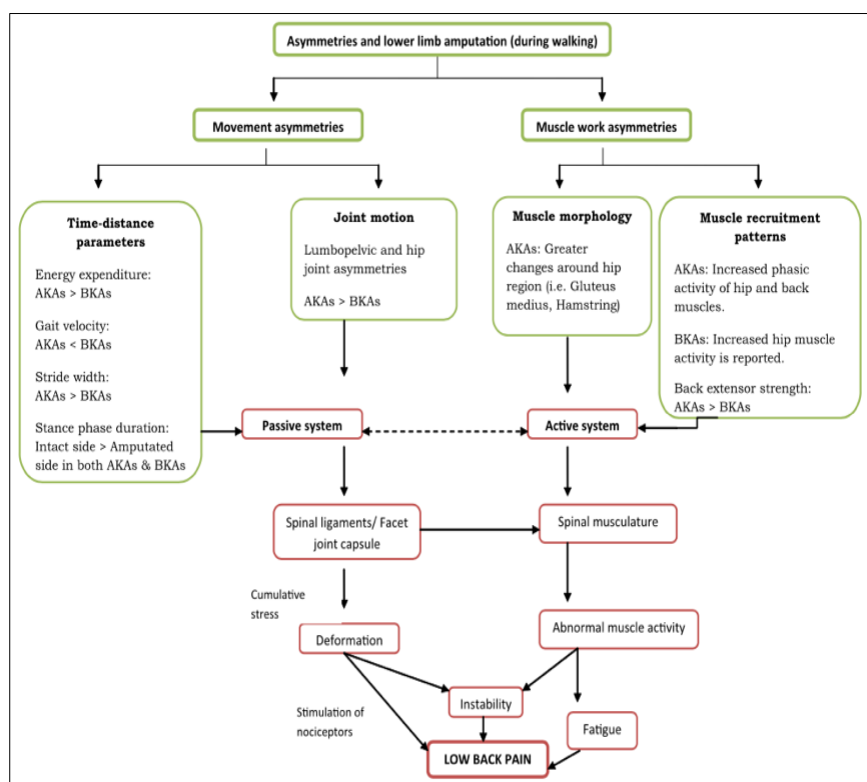 Asymmetries and lower limb amputation (during walking)
Movement asymmetries
Muscle work asymmetries
Time-distance
parameters
Energy expenditure:
AKAs > BKAs
Gait velocity:
AKAs < BKAs
Stride width:
AKAs > BKAs
Stance phase duration:
Intact side > Amputated
side in both AKAs & BKAs
Joint motion
Lumbopelvic and hip
joint asymmetries
AKAs > BKAs
Muscle morphology
AKAs: Greater
changes around hip
region (i.e. Gluteus
medius, Hamstring)
Muscle recruitment
patterns
AKAs: Increased phasic
activity of hip and back
muscles.
BKAs: Increased hip muscle
activity is reported.
Back extensor strength:
AKAs > BKAs
Passive system
Active system
Spinal ligaments/ Facet
joint capsule
Spinal musculature
Cumulative
stress
Deformation
Abnormal muscle activity
Stimulation of
nociceptors
Instability
Fatigue
LOW BACK PAIN